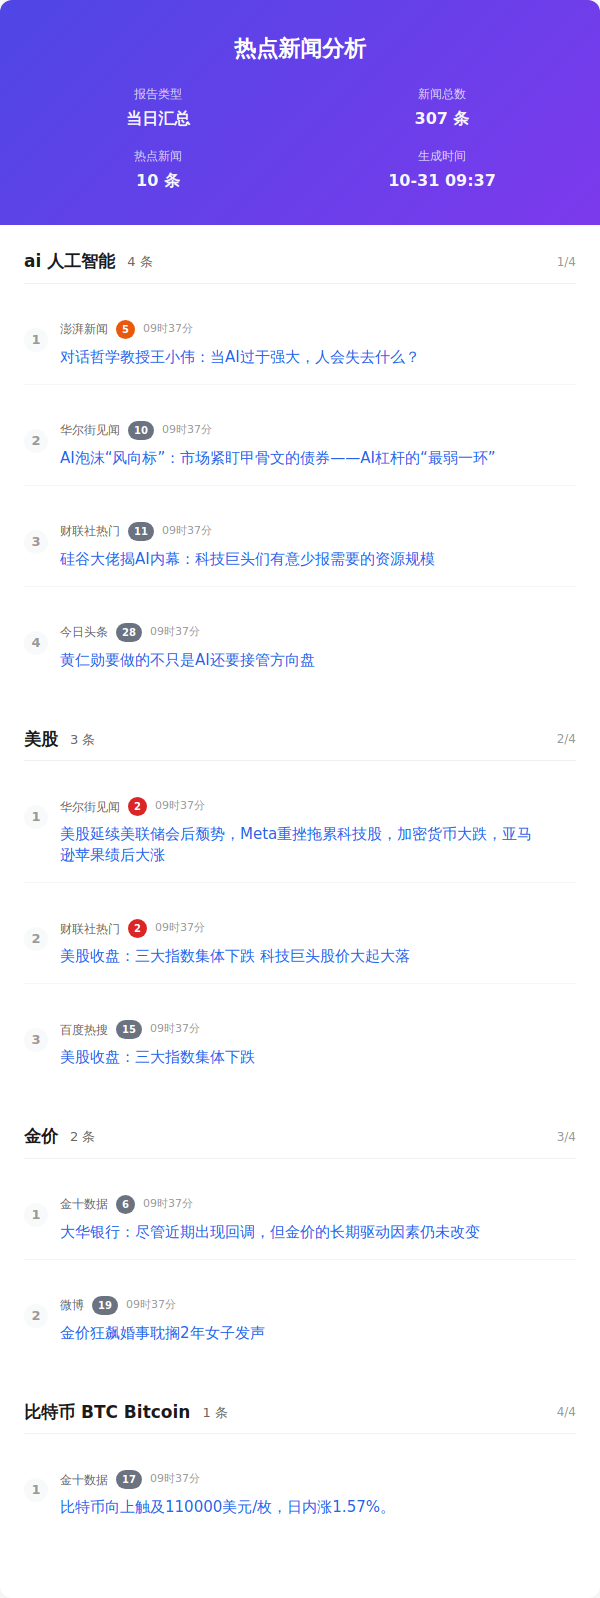 热点新闻分析
报告类型
新闻总数
当日汇总
307 条
热点新闻
生成时间
10 条
10-31 09:37
ai 人工智能 4 条 1/4
1
澎湃新闻 5 09时37分
对话哲学教授王小伟：当AI过于强大，人会失去什么？
2
华尔街见闻 10 09时37分
AI泡沫“风向标”：市场紧盯甲骨文的债券——AI杠杆的“最弱一环”
3
财联社热门 11 09时37分
硅谷大佬揭AI内幕：科技巨头们有意少报需要的资源规模
4
今日头条 28 09时37分
黄仁勋要做的不只是AI还要接管方向盘
美股 3 条 2/4
1
华尔街见闻 2 09时37分
美股延续美联储会后颓势，Meta重挫拖累科技股，加密货币大跌，亚马
逊苹果绩后大涨
2
财联社热门 2 09时37分
美股收盘：三大指数集体下跌 科技巨头股价大起大落
3
百度热搜 15 09时37分
美股收盘：三大指数集体下跌
金价 2 条 3/4
1
金十数据 6 09时37分
大华银行：尽管近期出现回调，但金价的长期驱动因素仍未改变
2
微博 19 09时37分
金价狂飙婚事耽搁2年女子发声
比特币 BTC Bitcoin 1 条 4/4
1
金十数据 17 09时37分
比特币向上触及110000美元/枚，日内涨1.57%。